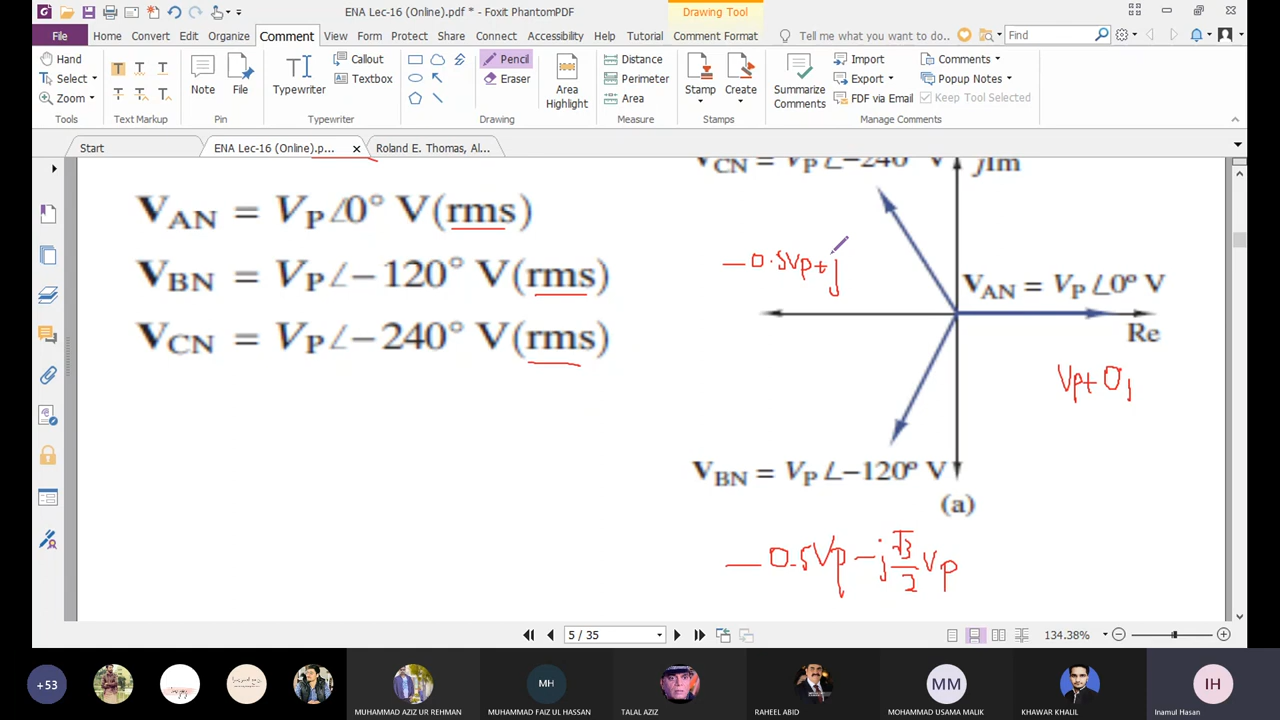 ENA Lec-16 (Online).pdf * - Foxit PhantomPDF
Drawing Tool
File Home Convert Edit Organize Comment View Form Protect Share Connect Accessibility Help Tutorial Comment Format Tell me what you want to do.. Find
Hand
Select
Zoom
Tools
T T T
T T T
Text Markup
Note
File
Pin
Typewriter
Callout
Textbox
Typewriter
Pencil
Eraser
Drawing
Area Highlight
Distance
Perimeter
Area
Measure
Stamp
Create
Stamps
Summarize Comments
Import
Export
FDF via Email
Comments
Popup Notes
Keep Tool Selected
Manage Comments
Start ENA Lec-16 (Online).p... × Roland E. Thomas, Al...
V_CN = V_P ∠−240° V jIm
V_AN = V_P ∠0° V(rms)
V_BN = V_P ∠−120° V(rms)
V_CN = V_P ∠−240° V(rms)
−0.5Vp+j
V_AN = V_P ∠0° V
Re
Vp+0j
V_BN = V_P ∠−120° V
(a)
−0.5Vp−j√3/2 Vp
5 / 35
134.38%
+53
MUHAMMAD AZIZ UR REHMAN
MH
MUHAMMAD FAIZ UL HASSAN
TALAL AZIZ
RAHEEL ABID
MM
MOHAMMAD USAMA MALIK
KHAWAR KHALIL
IH
Inamul Hasan